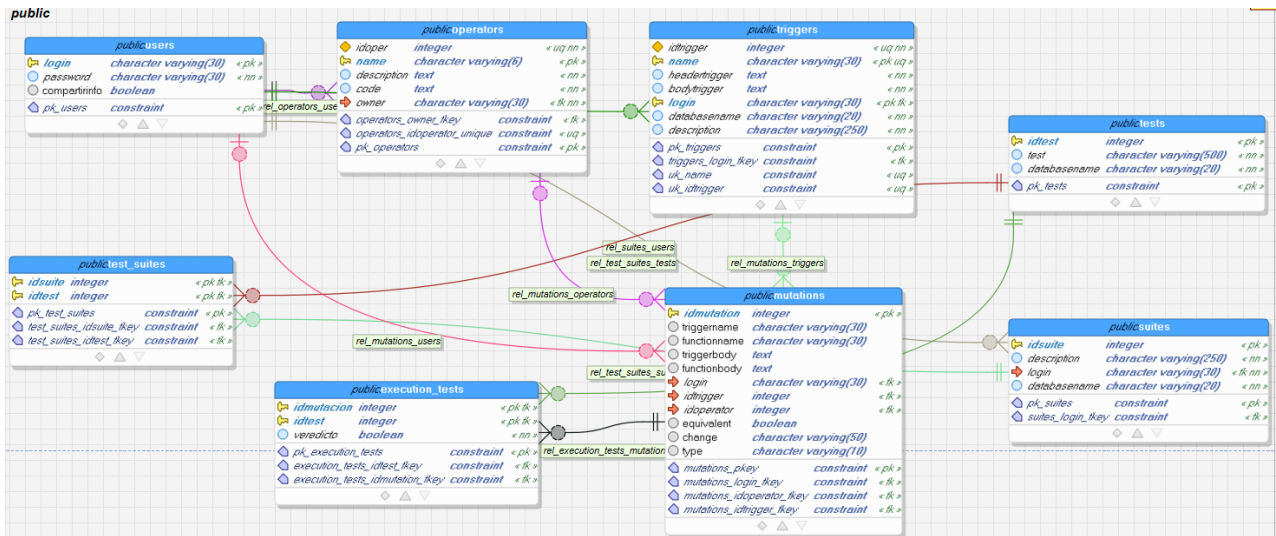 public
public.users
login character varying(30) « pk »
password character varying(30) « nn »
compartirinfo boolean
pk_users constraint « pk »
public.operators
idoper integer « uq nn »
name character varying(6) « pk »
description text « nn »
code text « nn »
owner character varying(30) « fk nn »
operators_owner_fkey constraint « fk »
operators_idoperator_unique constraint « uq »
pk_operators constraint « pk »
public.triggers
idtrigger integer « uq nn »
name character varying(30) « pk uq »
headertrigger text « nn »
bodytrigger text « nn »
login character varying(30) « pk fk »
databasename character varying(20) « nn »
description character varying(250) « nn »
pk_triggers constraint « pk »
triggers_login_fkey constraint « fk »
uk_name constraint « uq »
uk_idtrigger constraint « uq »
public.tests
idtest integer « pk »
test character varying(500) « nn »
databasename character varying(20) « nn »
pk_tests constraint « pk »
rel_operators_use
rel_suites_users
rel_test_suites_tests
rel_mutations_triggers
rel_mutations_operators
public.test_suites
idsuite integer « pk fk »
idtest integer « pk fk »
pk_test_suites constraint « pk »
test_suites_idsuite_fkey constraint « fk »
test_suites_idtest_fkey constraint « fk »
rel_mutations_users
rel_test_suites_su
public.mutations
idmutation integer « pk »
triggername character varying(30)
functionname character varying(30)
triggerbody text
functionbody text
login character varying(30) « fk »
idtrigger integer « fk »
idoperator integer « fk »
equivalent boolean
change character varying(50)
type character varying(10)
mutations_pkey constraint « pk »
mutations_login_fkey constraint « fk »
mutations_idoperator_fkey constraint « fk »
mutations_idtrigger_fkey constraint « fk »
public.suites
idsuite integer « pk »
description character varying(250) « nn »
login character varying(30) « fk nn »
databasename character varying(20) « nn »
pk_suites constraint « pk »
suites_login_fkey constraint « fk »
public.execution_tests
idmutacion integer « pk fk »
idtest integer « pk fk »
veredicto boolean « nn »
pk_execution_tests constraint « pk »
execution_tests_idtest_fkey constraint « fk »
execution_tests_idmutation_fkey constraint « fk »
rel_execution_tests_mutation